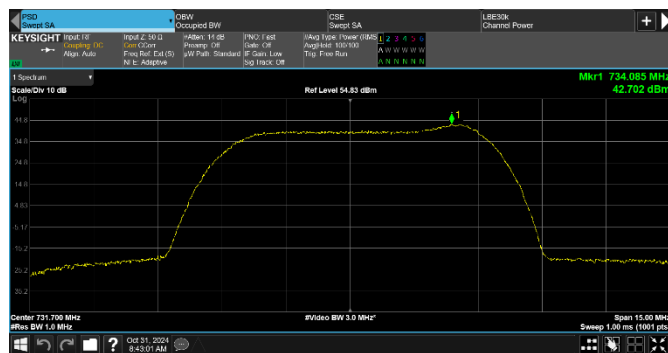 PSD
Swept SA
OBW
Occupied BW
CSE
Swept SA
LBE30k
Channel Power
KEYSIGHT Input: RF
Coupling: DC
Align: Auto
Input Z: 50 Ω
Corr CCorr
Freq Ref: Ext (S)
NFE: Adaptive
#Atten: 14 dB
Preamp: Off
µW Path: Standard
PNO: Fast
Gate: Off
IF Gain: Low
Sig Track: Off
#Avg Type: Power (RMS
Avg|Hold: 100/100
Trig: Free Run
1 2 3 4 5 6
A W W W W W
A N N N N N
1 Spectrum
Scale/Div 10 dB
Ref Level 54.83 dBm
Mkr1 734.085 MHz
42.702 dBm
Log
1
44.8
34.8
24.8
14.8
4.83
5.17
15.2
25.2
35.2
Center 731.700 MHz
#Res BW 1.0 MHz
#Video BW 3.0 MHz*
Span 15.00 MHz
Sweep 1.00 ms (1001 pts)
Oct 31, 2024
8:43:01 AM